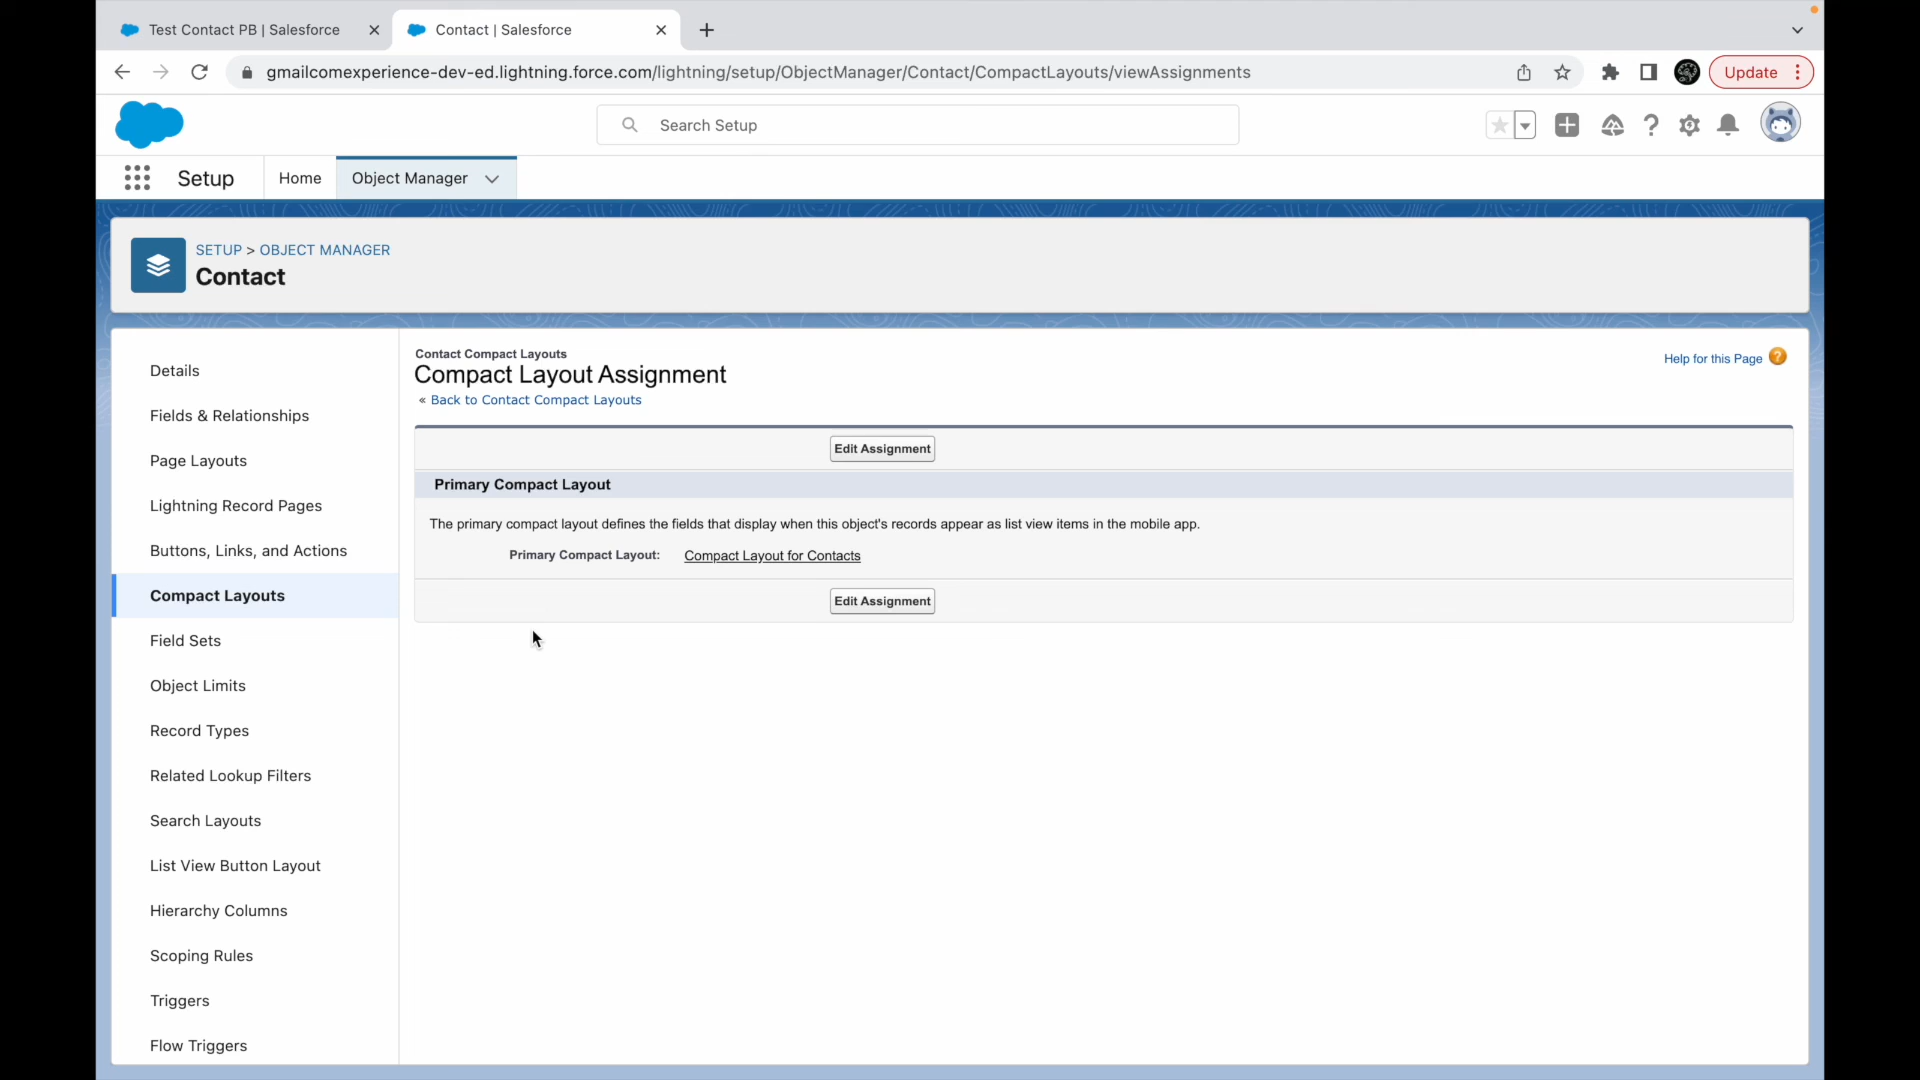 Test Contact PB | Salesforce
Contact | Salesforce
gmailcomexperience-dev-ed.lightning.force.com/lightning/setup/ObjectManager/Contact/CompactLayouts/viewAssignments
Update
Search Setup
Setup
Home
Object Manager
SETUP > OBJECT MANAGER
Contact
Details
Fields & Relationships
Page Layouts
Lightning Record Pages
Buttons, Links, and Actions
Compact Layouts
Field Sets
Object Limits
Record Types
Related Lookup Filters
Search Layouts
List View Button Layout
Hierarchy Columns
Scoping Rules
Triggers
Flow Triggers
Contact Compact Layouts
Compact Layout Assignment
« Back to Contact Compact Layouts
Help for this Page ?
Edit Assignment
Primary Compact Layout
The primary compact layout defines the fields that display when this object's records appear as list view items in the mobile app.
Primary Compact Layout: Compact Layout for Contacts
Edit Assignment